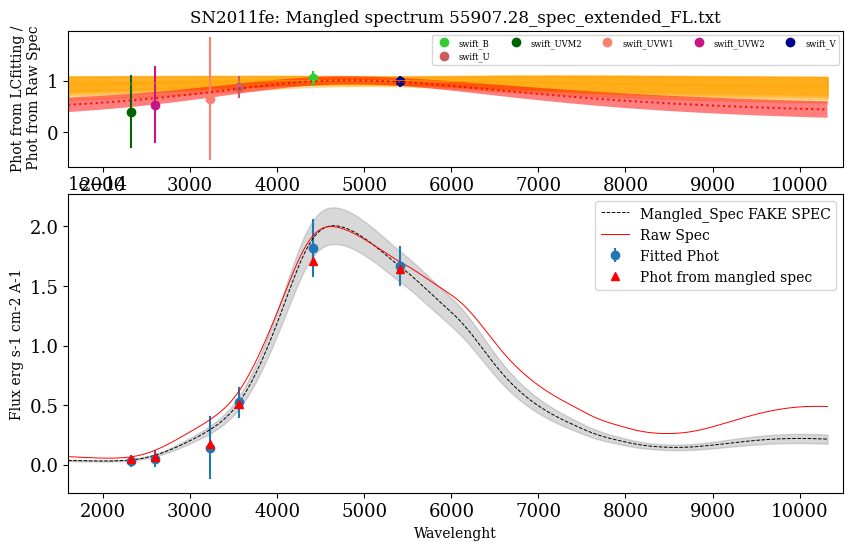 SN2011fe: Mangled spectrum 55907.28_spec_extended_FL.txt
Phot from LCfitting /
Phot from Raw Spec
swift_B swift_UVM2 swift_UVW1 swift_UVW2 swift_V
swift_U
1
0
2000 3000 4000 5000 6000 7000 8000 9000 10000
1e−14
Flux erg s-1 cm-2 A-1
2.0
1.5
1.0
0.5
0.0
Mangled_Spec FAKE SPEC
Raw Spec
Fitted Phot
Phot from mangled spec
2000 3000 4000 5000 6000 7000 8000 9000 10000
Wavelenght